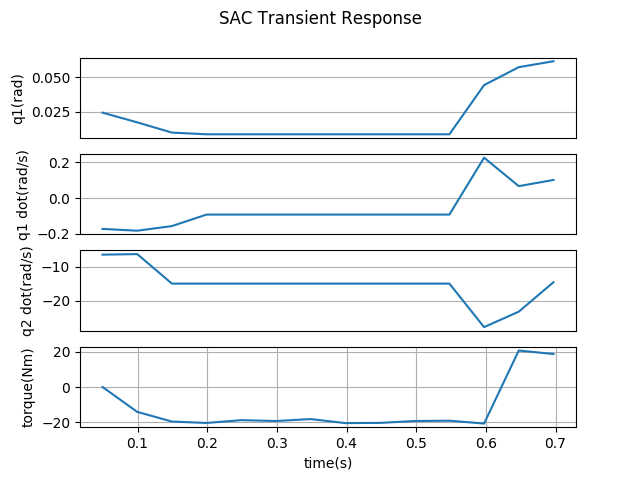 SAC Transient Response
q1(rad)
0.050
0.025
q1 dot(rad/s)
0.2
0.0
−0.2
q2 dot(rad/s)
−10
−20
torque(Nm)
20
0
−20
0.1 0.2 0.3 0.4 0.5 0.6 0.7
time(s)